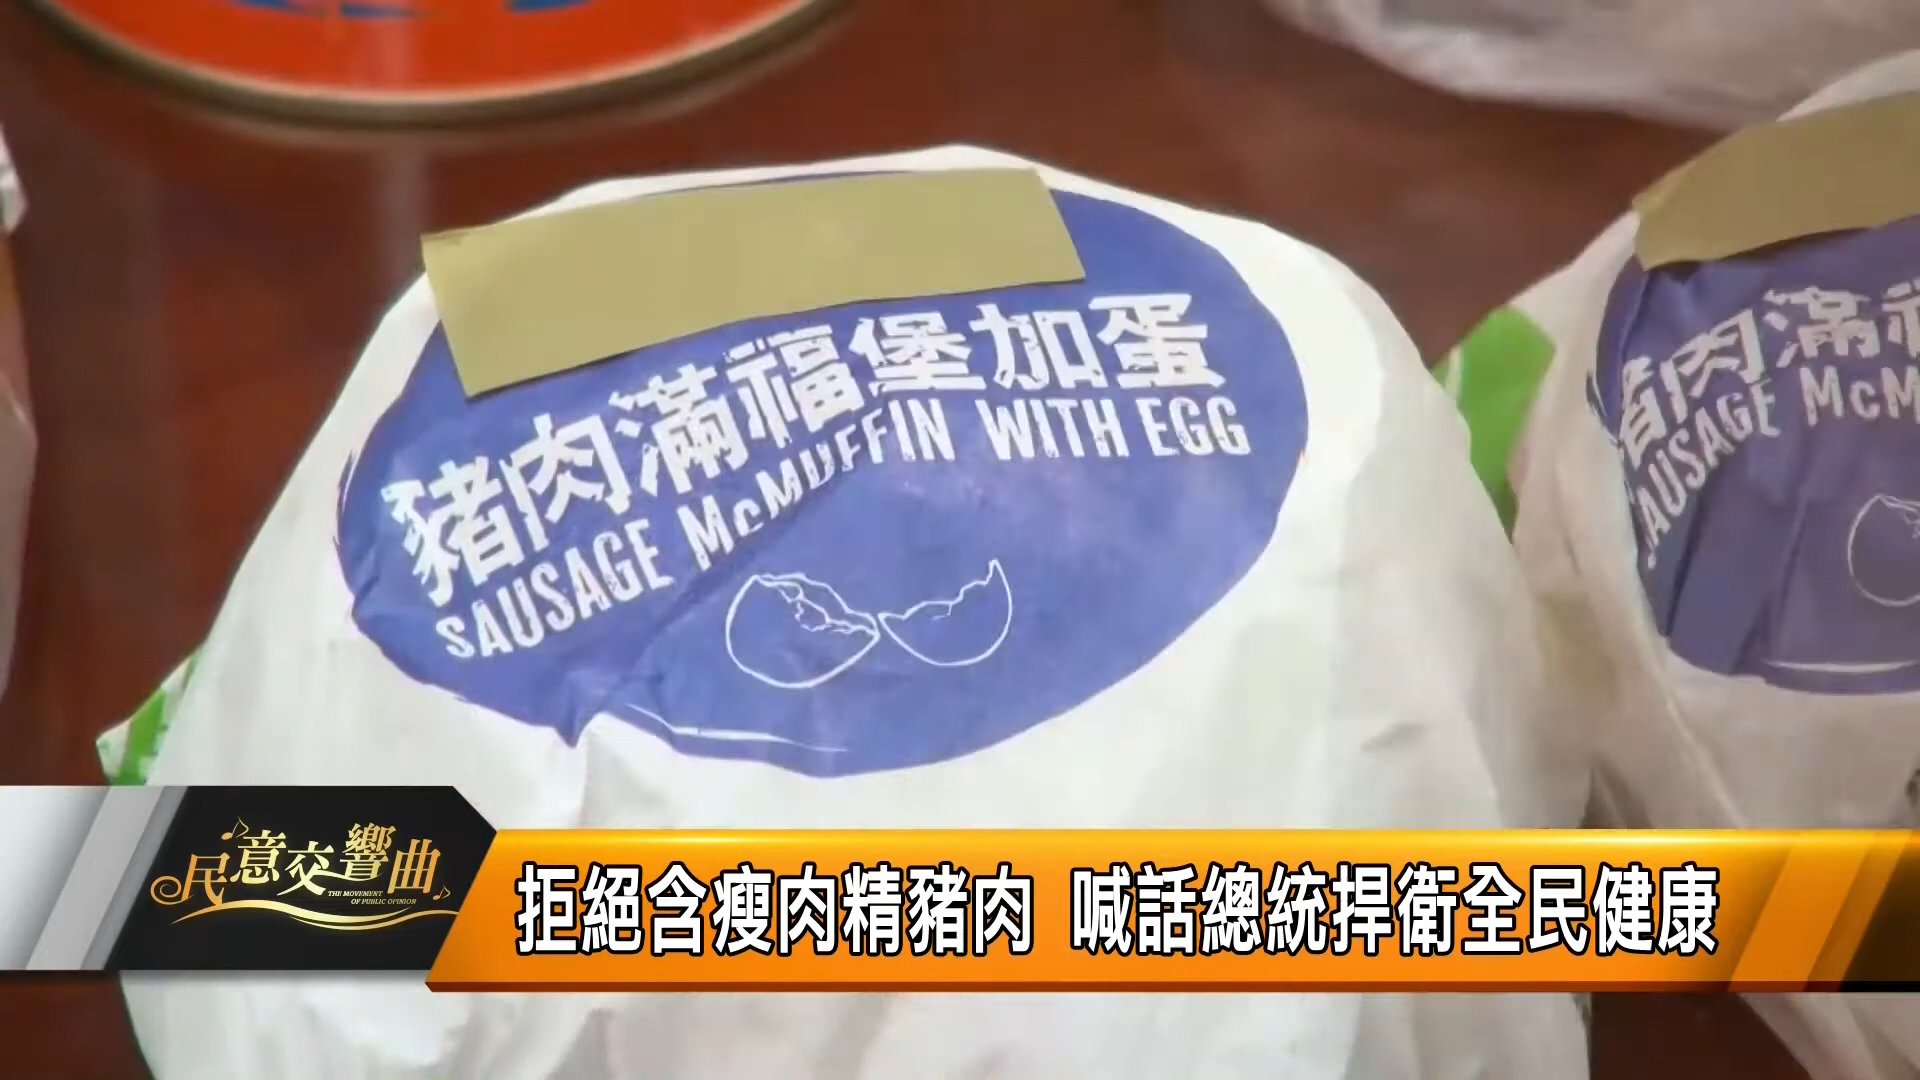 豬肉滿福堡加蛋
SAUSAGE McMUFFIN WITH EGG
豬肉滿福
SAUSAGE McM
民意交響曲
THE MOVEMENT
OF PUBLIC OPINION
拒絕含瘦肉精豬肉 喊話總統捍衛全民健康